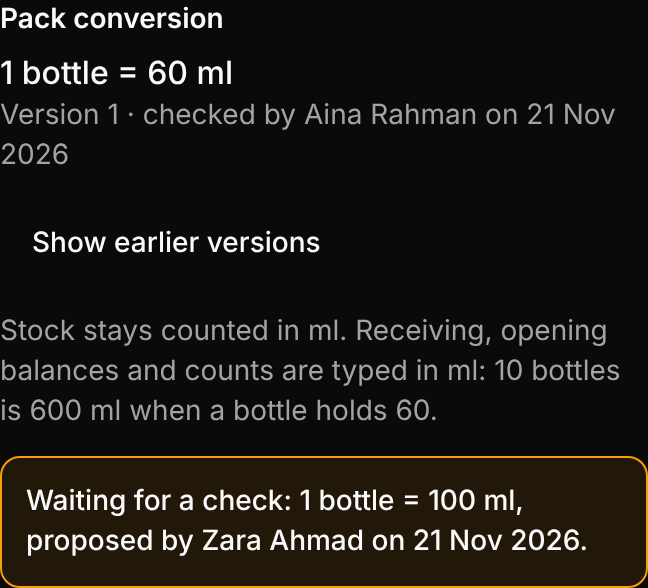 Pack conversion
1 bottle = 60 ml
Version 1 · checked by Aina Rahman on 21 Nov
2026
Show earlier versions
Stock stays counted in ml. Receiving, opening
balances and counts are typed in ml: 10 bottles
is 600 ml when a bottle holds 60.
Waiting for a check: 1 bottle = 100 ml,
proposed by Zara Ahmad on 21 Nov 2026.